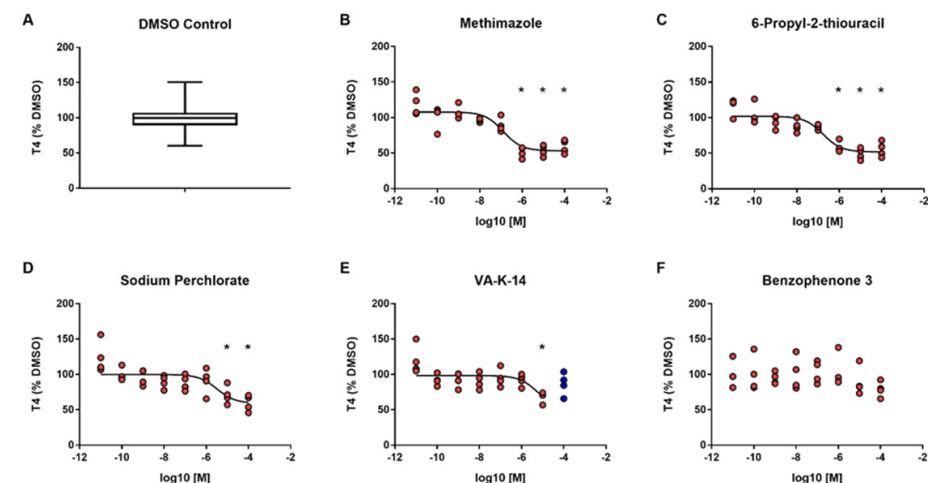 A
DMSO Control
200
150
100
50
0
T4 (% DMSO)
B
Methimazole
200
150
100
50
0
T4 (% DMSO)
* * *
-12 -10 -8 -6 -4 -2
log10 [M]
C
6-Propyl-2-thiouracil
200
150
100
50
0
T4 (% DMSO)
* * *
-12 -10 -8 -6 -4 -2
log10 [M]
D
Sodium Perchlorate
200
150
100
50
0
T4 (% DMSO)
* *
-12 -10 -8 -6 -4 -2
log10 [M]
E
VA-K-14
200
150
100
50
0
T4 (% DMSO)
*
-12 -10 -8 -6 -4 -2
log10 [M]
F
Benzophenone 3
200
150
100
50
0
T4 (% DMSO)
-12 -10 -8 -6 -4 -2
log10 [M]